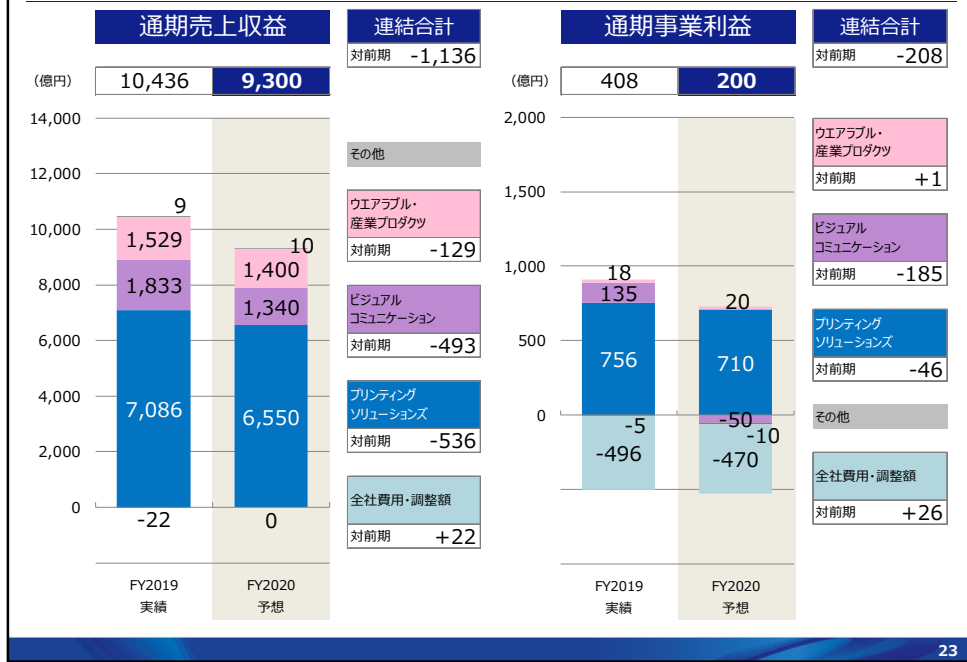 通期売上収益
連結合計
対前期 -1,136
(億円)
10,436 9,300
14,000
12,000
10,000
8,000
6,000
4,000
2,000
0
9
1,529
1,833
7,086
-22
10
1,400
1,340
6,550
0
FY2019
実績
FY2020
予想
その他
ウエアラブル・
産業プロダクツ
対前期 -129
ビジュアル
コミュニケーション
対前期 -493
プリンティング
ソリューションズ
対前期 -536
全社費用・調整額
対前期 +22
通期事業利益
連結合計
対前期 -208
(億円)
408 200
2,000
1,500
1,000
500
0
18
135
756
-5
-496
20
710
-50
-10
-470
FY2019
実績
FY2020
予想
ウエアラブル・
産業プロダクツ
対前期 +1
ビジュアル
コミュニケーション
対前期 -185
プリンティング
ソリューションズ
対前期 -46
その他
全社費用・調整額
対前期 +26
23